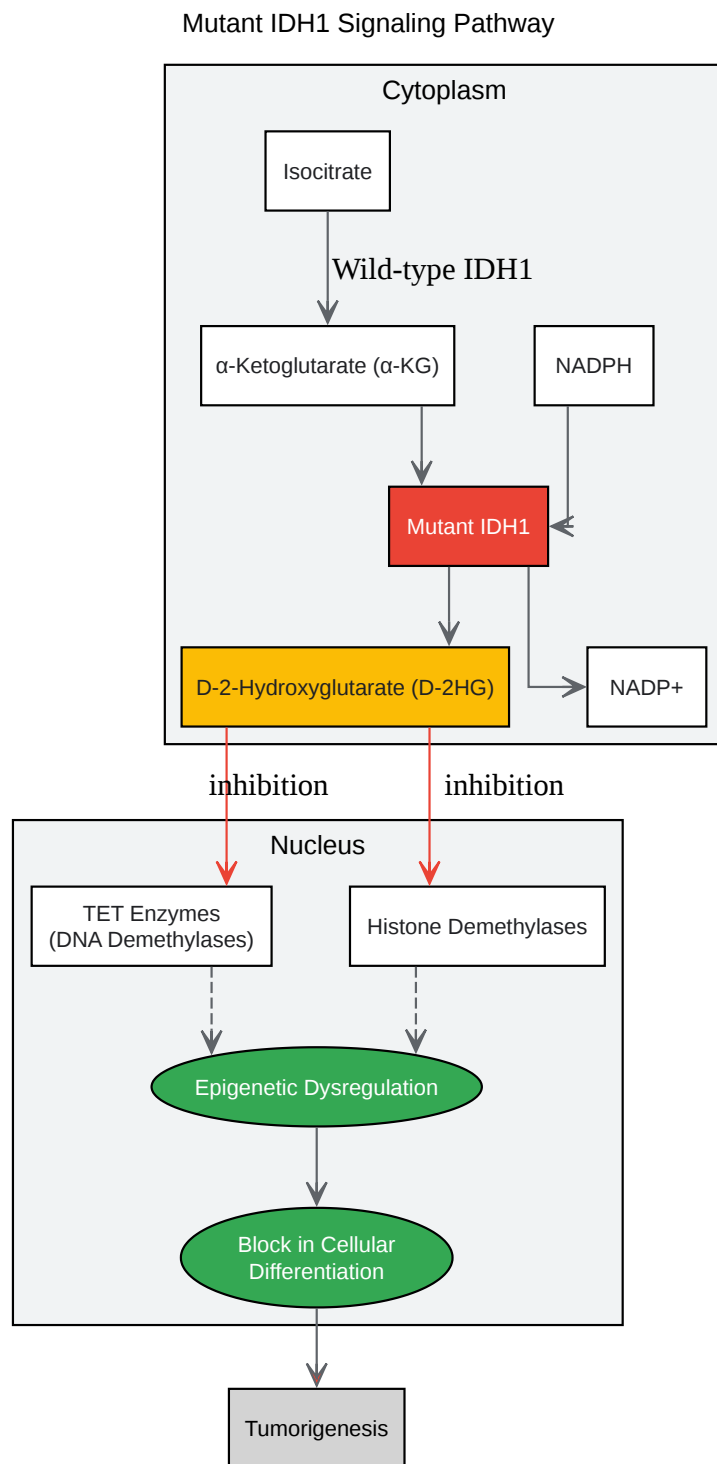 Mutant IDH1 Signaling Pathway
Cytoplasm
Isocitrate
Wild-type IDH1
α-Ketoglutarate (α-KG)
NADPH
Mutant IDH1
D-2-Hydroxyglutarate (D-2HG)
NADP+
inhibition
inhibition
Nucleus
TET Enzymes
(DNA Demethylases)
Histone Demethylases
Epigenetic Dysregulation
Block in Cellular
Differentiation
Tumorigenesis